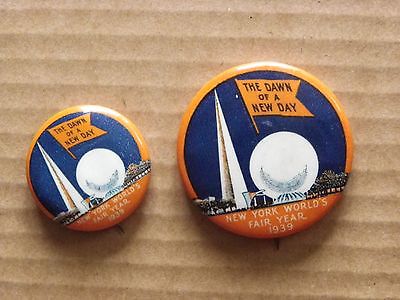 THE DAWN
OF A
NEW DAY
NEW YORK WORLD'S
FAIR YEAR
1939
THE DAWN
OF A
NEW DAY
NEW YORK WORLD'S
FAIR YEAR
1939